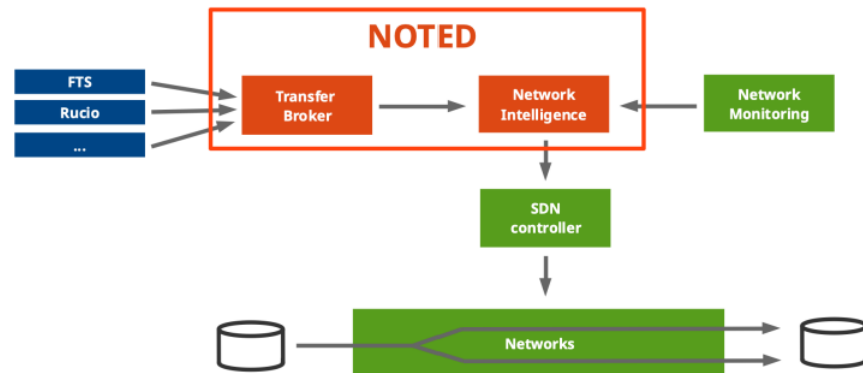 NOTED
FTS
Rucio
...
Transfer
Broker
Network
Intelligence
Network
Monitoring
SDN
controller
Networks